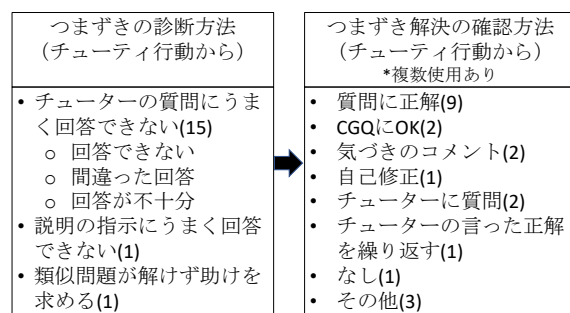 つまずきの診断方法
（チューティ行動から）
• チューターの質問にうま
く回答できない(15)
o 回答できない
o 間違った回答
o 回答が不十分
• 説明の指示にうまく回答
できない(1)
• 類似問題が解けず助けを
求める(1)
つまずき解決の確認方法
（チューティ行動から）
*複数使用あり
• 質問に正解(9)
• CGQにOK(2)
• 気づきのコメント(2)
• 自己修正(1)
• チューターに質問(2)
• チューターの言った正解
を繰り返す(1)
• なし(1)
• その他(3)